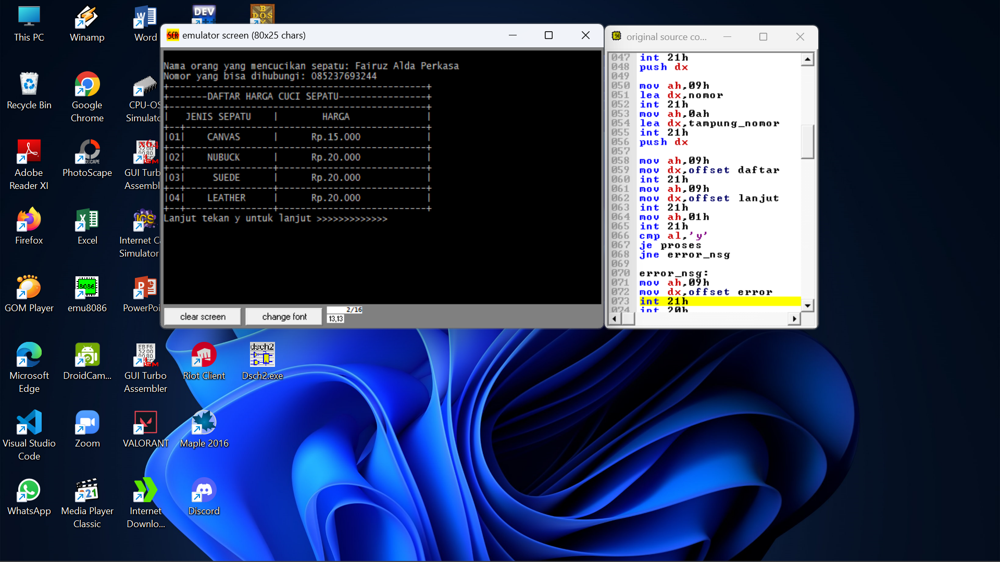 This PC
Winamp
Word
DEV
Recycle Bin
Google
Chrome
CPU-OS
Simulato
Adobe
Reader XI
PhotoScape
GUI Turb
Assembl
Firefox
Excel
Internet C
Simulator
GOM Player
emu8086
PowerPoi
Microsoft
Edge
DroidCam...
GUI Turbo
Assembler
Riot Client
Dsch2.exe
Visual Studio
Code
Zoom
VALORANT
Maple 2016
WhatsApp
Media Player
Classic
Internet
Downlo...
Discord
emulator screen (80x25 chars)
Nama orang yang mencucikan sepatu: Fairuz Alda Perkasa
Nomor yang bisa dihubungi: 085237693244
+------------------------------------------------+
+-------DAFTAR HARGA CUCI SEPATU-----------------+
+------------------------------------------------+
|   JENIS SEPATU    |        HARGA              |
+--+---------------------------------------------+
|01|    CANVAS      |      Rp.15.000            |
+--+----------------+---------------------------+
|02|    NUBUCK      |      Rp.20.000            |
+--+----------------+---------------------------+
|03|     SUEDE      |      Rp.20.000            |
+--+----------------+---------------------------+
|04|    LEATHER     |      Rp.20.000            |
+--+----------------+---------------------------+
Lanjut tekan y untuk lanjut >>>>>>>>>>>>>
clear screen
change font
2/16
13,13
original source co...
047 int 21h
048 push dx
049
050 mov ah,09h
051 lea dx,nomor
052 int 21h
053 mov ah,0ah
054 lea dx,tampung_nomor
055 int 21h
056 push dx
057
058 mov ah,09h
059 mov dx,offset daftar
060 int 21h
061 mov ah,09h
062 mov dx,offset lanjut
063 int 21h
064 mov ah,01h
065 int 21h
066 cmp al,'y'
067 je proses
068 jne error_nsg
069
070 error_nsg:
071 mov ah,09h
072 mov dx,offset error
073 int 21h
074 int 20h